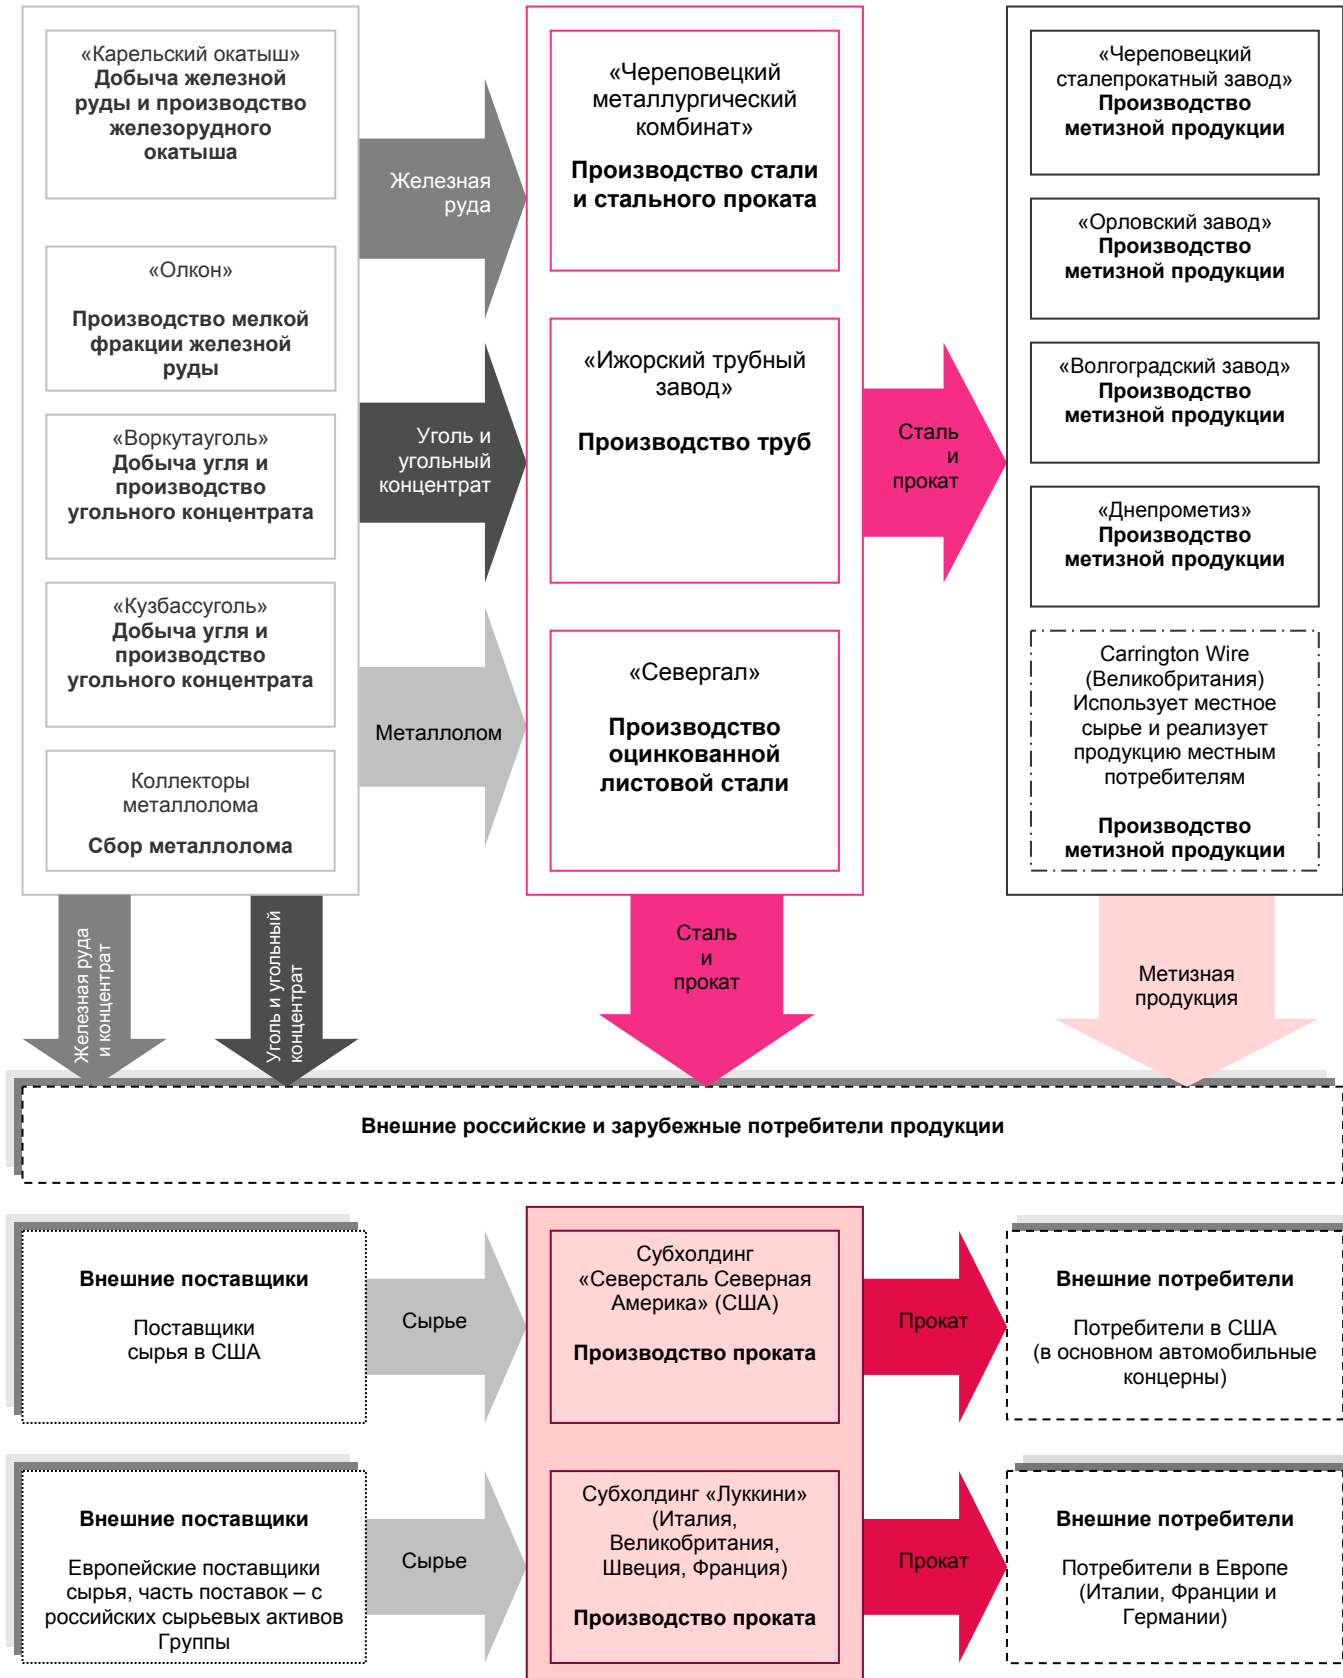 «Карельский окатыш»
Добыча железной
руды и производство
железорудного
окатыша
«Олкон»
Производство мелкой
фракции железной
руды
«Воркутауголь»
Добыча угля и
производство
угольного концентрата
«Кузбассуголь»
Добыча угля и
производство
угольного концентрата
Коллекторы
металлолома
Сбор металлолома
Железная
руда
Уголь и
угольный
концентрат
Металлолом
«Череповецкий
металлургический
комбинат»
Производство стали
и стального проката
«Ижорский трубный
завод»
Производство труб
«Севергал»
Производство
оцинкованной
листовой стали
Сталь
и
прокат
«Череповецкий
сталепрокатный завод»
Производство
метизной продукции
«Орловский завод»
Производство
метизной продукции
«Волгоградский завод»
Производство
метизной продукции
«Днепрометиз»
Производство
метизной продукции
Carrington Wire
(Великобритания)
Использует местное
сырье и реализует
продукцию местным
потребителям
Производство
метизной продукции
Железная руда
и концентрат
Уголь и угольный
концентрат
Сталь
и
прокат
Метизная
продукция
Внешние российские и зарубежные потребители продукции
Внешние поставщики
Поставщики
сырья в США
Сырье
Субхолдинг
«Северсталь Северная
Америка» (США)
Производство проката
Прокат
Внешние потребители
Потребители в США
(в основном автомобильные
концерны)
Внешние поставщики
Европейские поставщики
сырья, часть поставок – с
российских сырьевых активов
Группы
Сырье
Субхолдинг «Луккини»
(Италия,
Великобритания,
Швеция, Франция)
Производство проката
Прокат
Внешние потребители
Потребители в Европе
(Италии, Франции и
Германии)